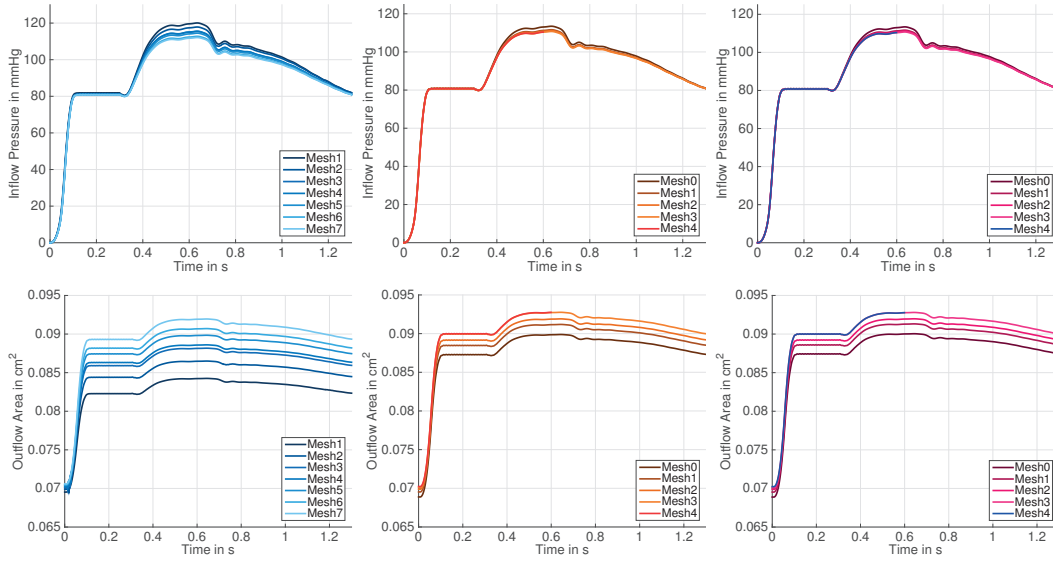 Inflow Pressure in mmHg
120
100
80
60
40
20
0
Mesh1
Mesh2
Mesh3
Mesh4
Mesh5
Mesh6
Mesh7
0 0.2 0.4 0.6 0.8 1 1.2
Time in s
Inflow Pressure in mmHg
120
100
80
60
40
20
0
Mesh0
Mesh1
Mesh2
Mesh3
Mesh4
0 0.2 0.4 0.6 0.8 1 1.2
Time in s
Inflow Pressure in mmHg
120
100
80
60
40
20
0
Mesh0
Mesh1
Mesh2
Mesh3
Mesh4
0 0.2 0.4 0.6 0.8 1 1.2
Time in s
Outflow Area in cm²
0.095
0.09
0.085
0.08
0.075
0.07
0.065
Mesh1
Mesh2
Mesh3
Mesh4
Mesh5
Mesh6
Mesh7
0 0.2 0.4 0.6 0.8 1 1.2
Time in s
Outflow Area in cm²
0.095
0.09
0.085
0.08
0.075
0.07
0.065
Mesh0
Mesh1
Mesh2
Mesh3
Mesh4
0 0.2 0.4 0.6 0.8 1 1.2
Time in s
Outflow Area in cm²
0.095
0.09
0.085
0.08
0.075
0.07
0.065
Mesh0
Mesh1
Mesh2
Mesh3
Mesh4
0 0.2 0.4 0.6 0.8 1 1.2
Time in s